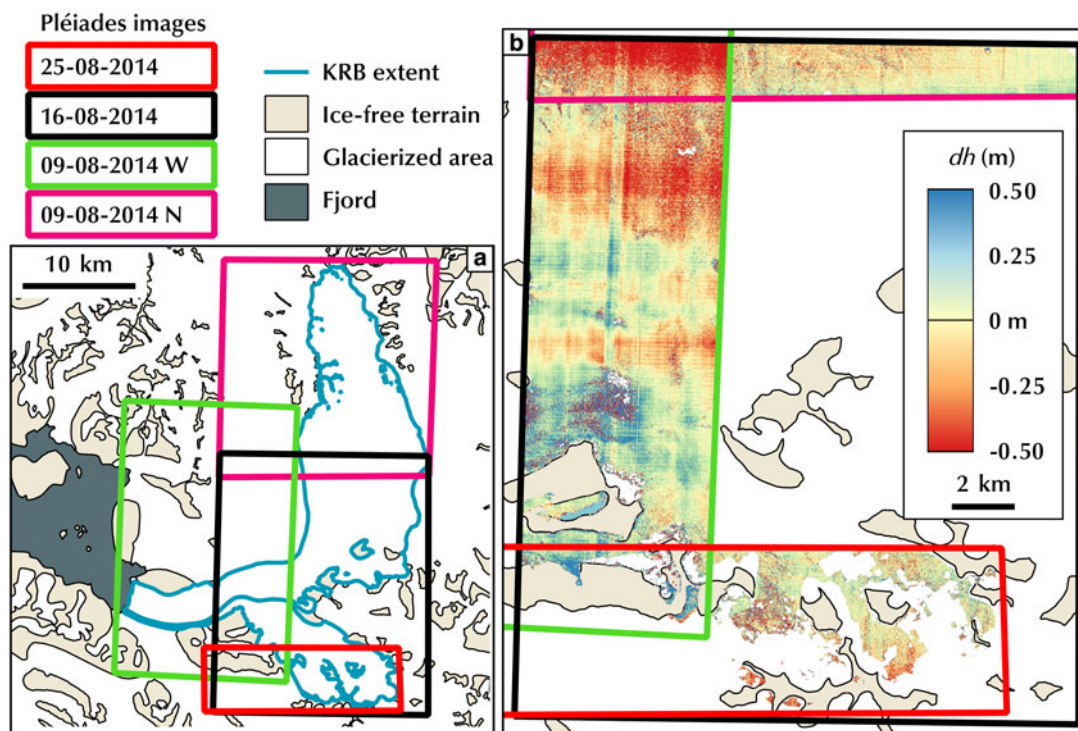 Pléiades images
25-08-2014
16-08-2014
09-08-2014 W
09-08-2014 N
KRB extent
Ice-free terrain
Glacierized area
Fjord
a
10 km
b
dh (m)
0.50
0.25
0 m
-0.25
-0.50
2 km